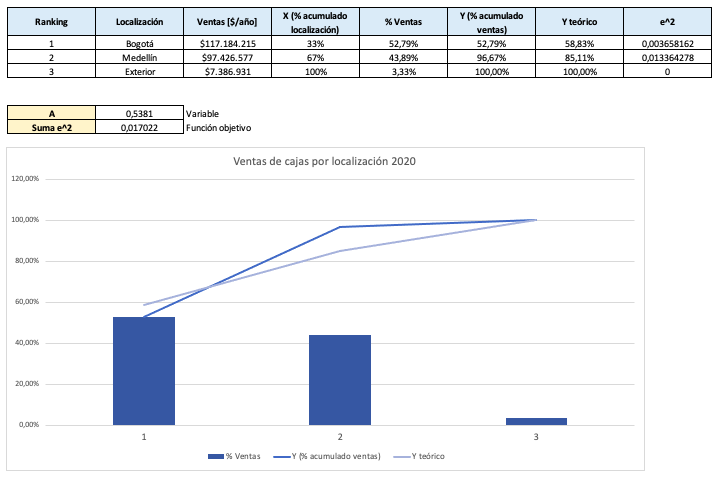 Ranking Localización Ventas [$/año] X (% acumulado localización) % Ventas Y (% acumulado ventas) Y teórico e^2
1 Bogotá $117.184.215 33% 52,79% 52,79% 58,83% 0,003658162
2 Medellín $97.426.577 67% 43,89% 96,67% 85,11% 0,013364278
3 Exterior $7.386.931 100% 3,33% 100,00% 100,00% 0
A 0,5381 Variable
Suma e^2 0,017022 Función objetivo
Ventas de cajas por localización 2020
120,00%
100,00%
80,00%
60,00%
40,00%
20,00%
0,00%
1 2 3
% Ventas Y (% acumulado ventas) Y teórico